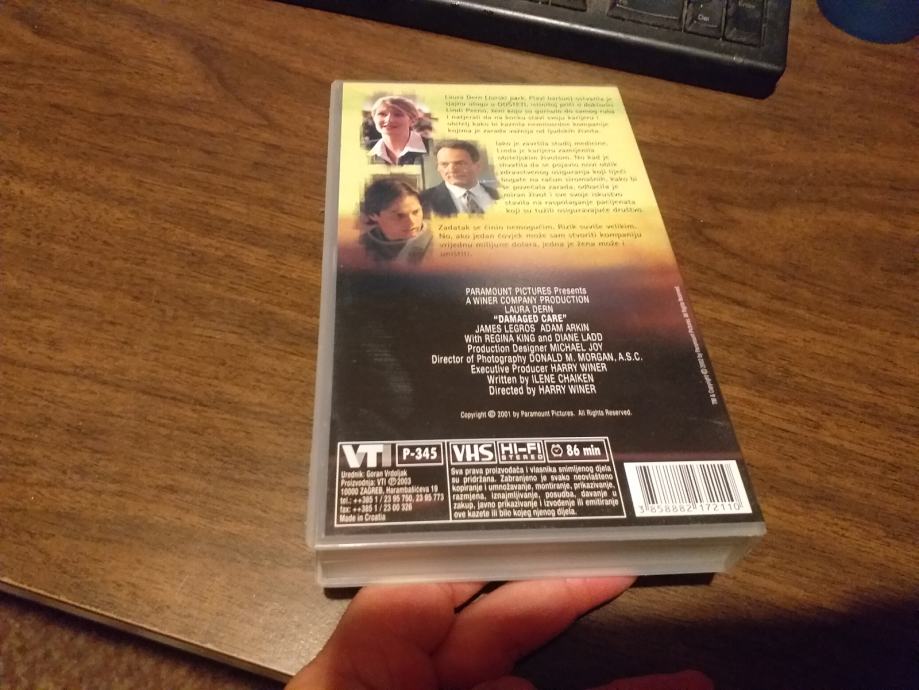 Laura Dern (Jurski park, Plavi baršun) ostvarila je
sjajnu ulogu u ODŠTETI, istinitoj priči o doktorici
Lindi Peeno, ženi koju su gurnuli do samog ruba
i natjerali da na kocku stavi svoju karijeru i
obitelj kako bi kaznila nemilosrdne kompanije
kojima je zarada važnija od ljudskih života.
Iako je završila studij medicine,
Linda je karijeru zamijenila
obiteljskim životom. No kad je
shvatila da se pojavio novi oblik
zdravstvenog osiguranja koji liječi
bogate na račun siromašnih, kako bi
se povećala zarada, odbacila je
miran život i sve svoje iskustvo
stavila na raspolaganje pacijenata
koji su tužili osiguravajuće društvo.
Zadatak se činio nemogućim. Rizik suviše velikim.
No, ako jedan čovjek može sam stvoriti kompaniju
vrijednu milijune dolara, jedna je žena može i
uništiti.
PARAMOUNT PICTURES Presents
A WINER COMPANY PRODUCTION
LAURA DERN
"DAMAGED CARE"
JAMES LEGROS ADAM ARKIN
With REGINA KING and DIANE LADD
Production Designer MICHAEL JOY
Director of Photography DONALD M. MORGAN, A.S.C.
Executive Producer HARRY WINER
Written by ILENE CHAIKEN
Directed by HARRY WINER
Copyright © 2001 by Paramount Pictures. All Rights Reserved.
VTI P-345
Urednik: Goran Vrdoljak
Proizvodnja: VTI ℗ 2003
10000 ZAGREB, Harambašićeva 19
tel.: ++385 1 / 23 95 750, 23 95 773
fax: ++385 1 / 23 00 326
Made in Croatia
VHS HI-FI STEREO 86 min
Sva prava proizvođača i vlasnika snimljenog djela
su pridržana. Zabranjeno je svako neovlašteno
kopiranje i umnožavanje, montiranje, prikazivanje,
razmjena, iznajmljivanje, posudba, davanje u
zakup, javno prikazivanje i izvođenje ili emitiranje
ove kazete ili bilo kojeg njenog dijela.
3 858882 172110